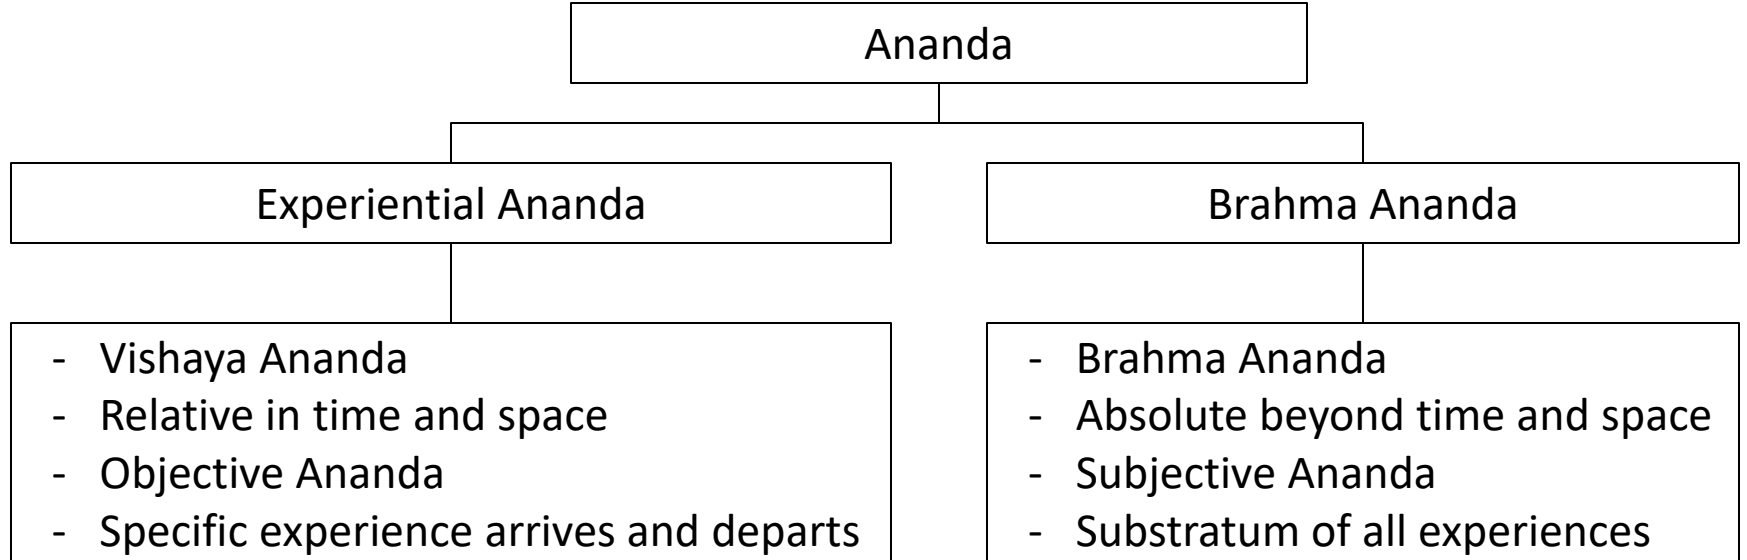 Ananda
Experiential Ananda
Brahma Ananda
- Vishaya Ananda
- Relative in time and space
- Objective Ananda
- Specific experience arrives and departs
- Brahma Ananda
- Absolute beyond time and space
- Subjective Ananda
- Substratum of all experiences